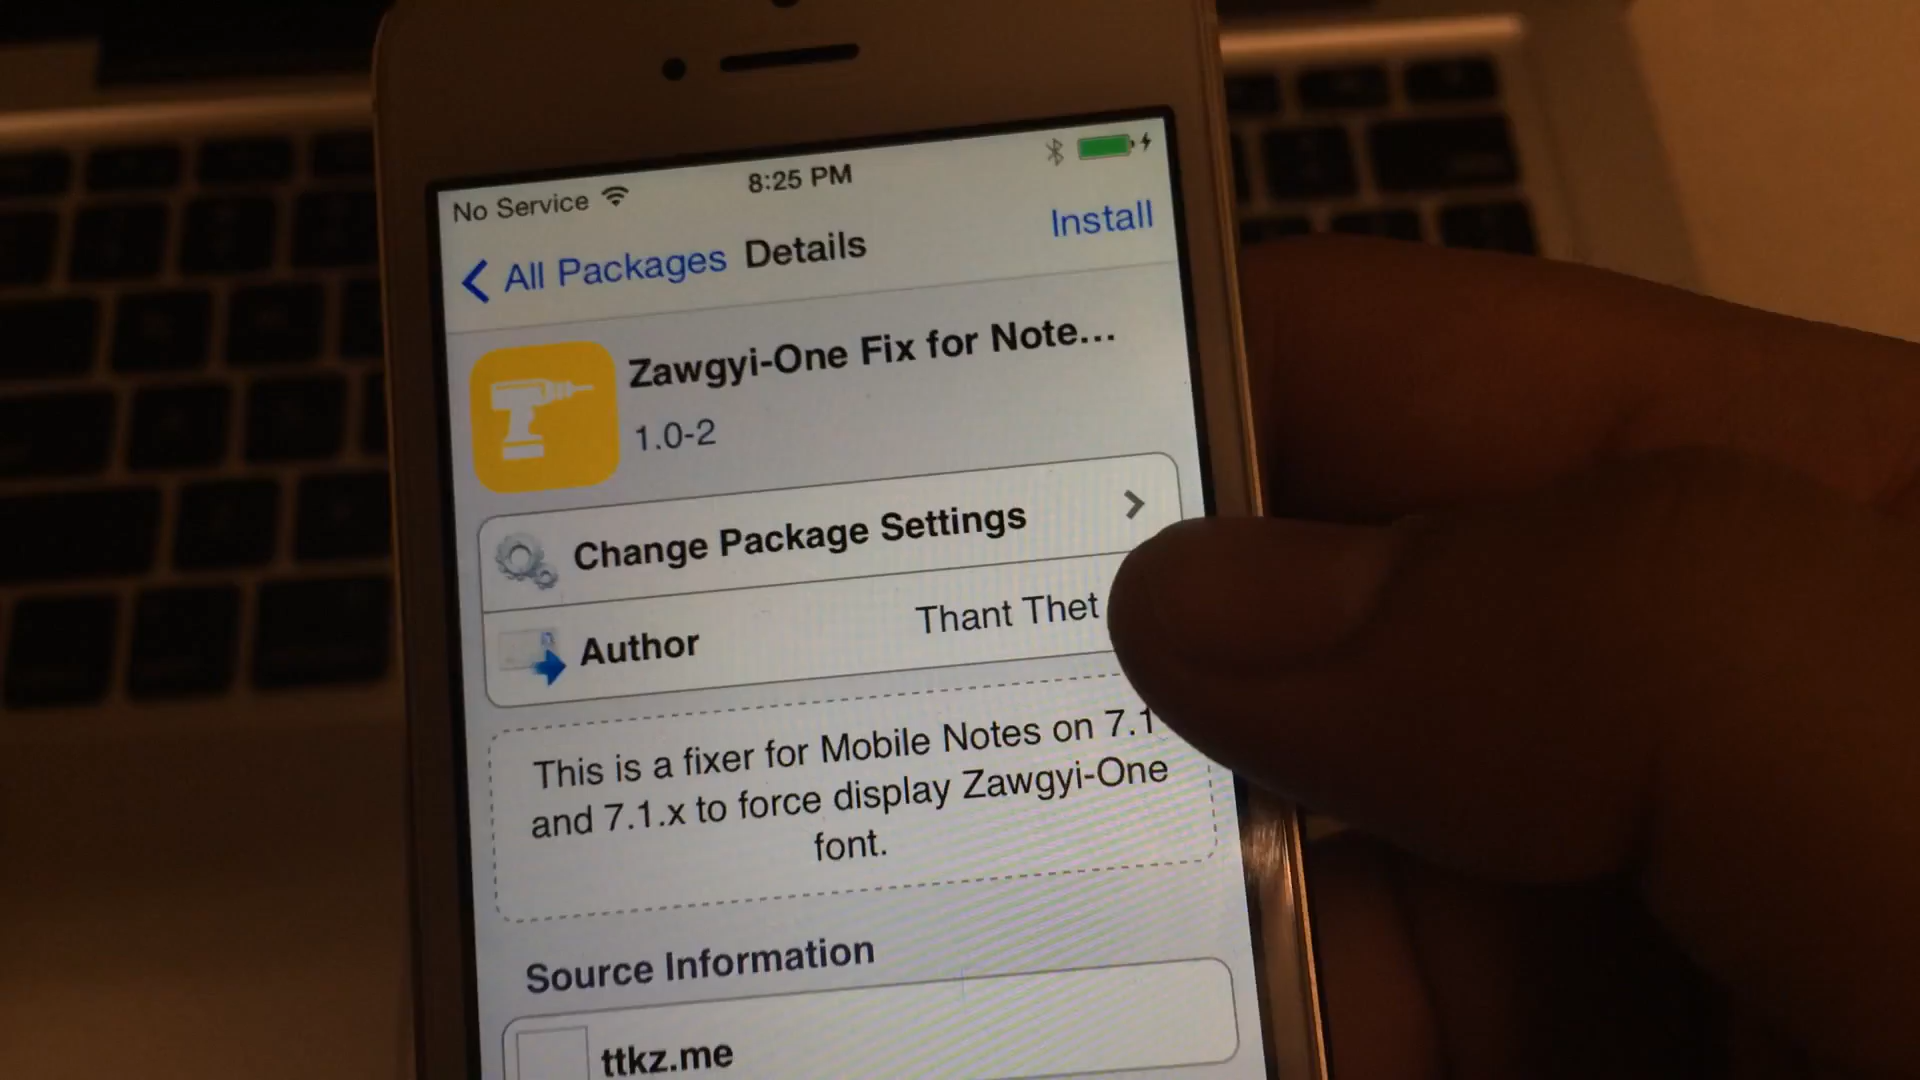 No Service 8:25 PM
All Packages Details Install
Zawgyi-One Fix for Note...
1.0-2
Change Package Settings
Author Thant Thet
This is a fixer for Mobile Notes on 7.1
and 7.1.x to force display Zawgyi-One
font.
Source Information
ttkz.me